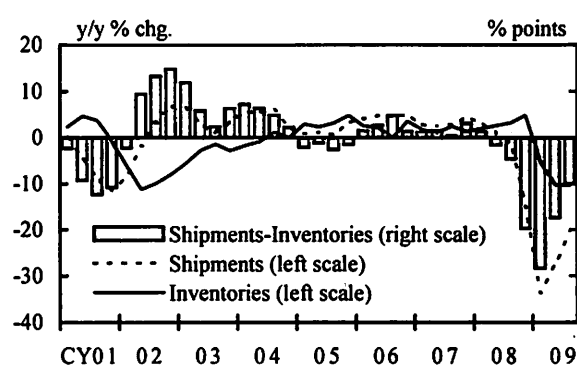 y/y % chg. % points
20
10
0
-10
-20
-30
-40
Shipments-Inventories (right scale)
Shipments (left scale)
Inventories (left scale)
CY01 02 03 04 05 06 07 08 09